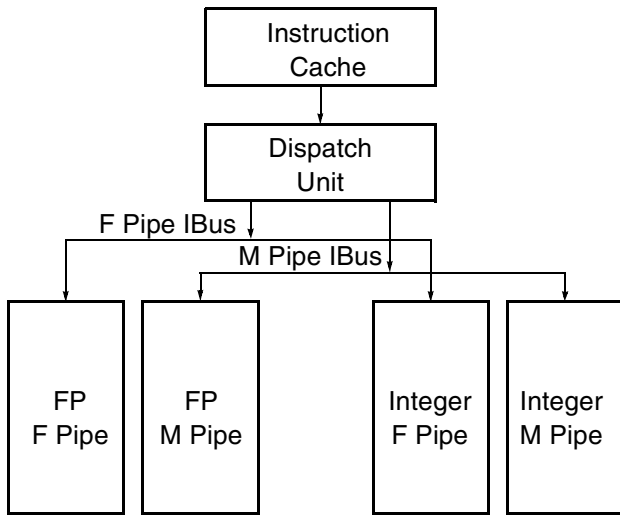 Instruction
Cache
Dispatch
Unit
F Pipe IBus
M Pipe IBus
FP
F Pipe
FP
M Pipe
Integer
F Pipe
Integer
M Pipe